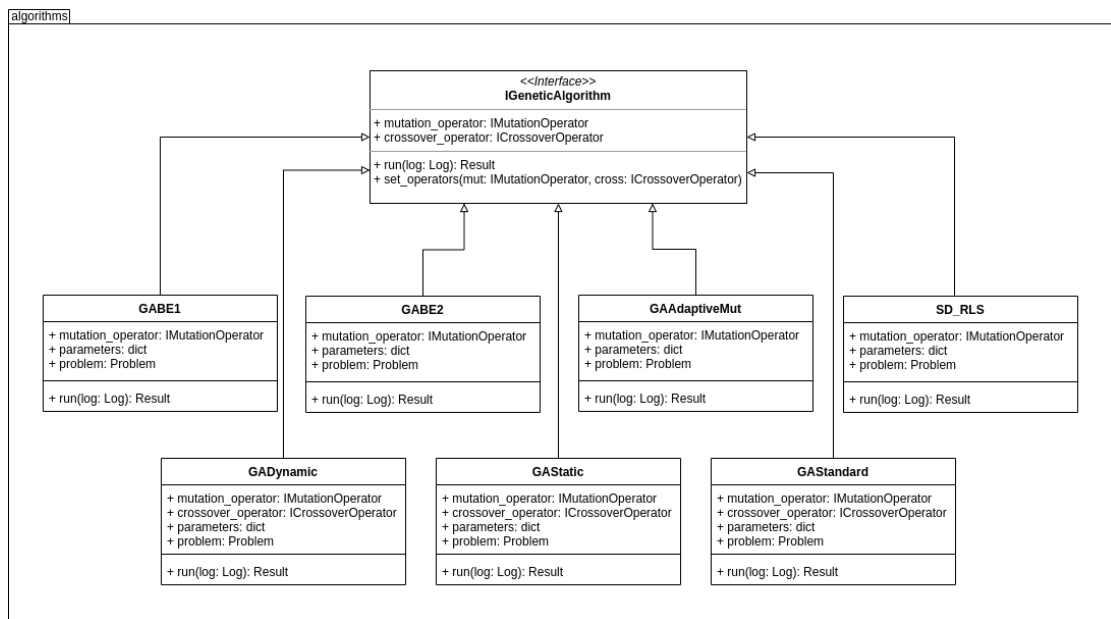 algorithms
<<Interface>>
IGeneticAlgorithm
+ mutation_operator: IMutationOperator
+ crossover_operator: ICrossoverOperator
+ run(log: Log): Result
+ set_operators(mut: IMutationOperator, cross: ICrossoverOperator)
GABE1
+ mutation_operator: IMutationOperator
+ parameters: dict
+ problem: Problem
+ run(log: Log): Result
GABE2
+ mutation_operator: IMutationOperator
+ parameters: dict
+ problem: Problem
+ run(log: Log): Result
GAAdaptiveMut
+ mutation_operator: IMutationOperator
+ parameters: dict
+ problem: Problem
+ run(log: Log): Result
SD_RLS
+ mutation_operator: IMutationOperator
+ parameters: dict
+ problem: Problem
+ run(log: Log): Result
GADynamic
+ mutation_operator: IMutationOperator
+ crossover_operator: ICrossoverOperator
+ parameters: dict
+ problem: Problem
+ run(log: Log): Result
GAStatic
+ mutation_operator: IMutationOperator
+ crossover_operator: ICrossoverOperator
+ parameters: dict
+ problem: Problem
+ run(log: Log): Result
GAStandard
+ mutation_operator: IMutationOperator
+ crossover_operator: ICrossoverOperator
+ parameters: dict
+ problem: Problem
+ run(log: Log): Result